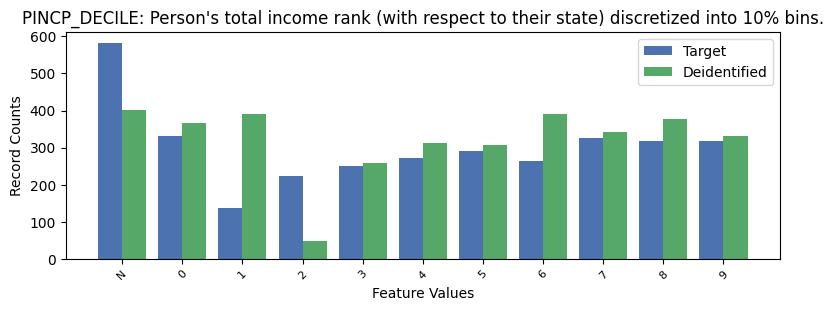 PINCP_DECILE: Person's total income rank (with respect to their state) discretized into 10% bins.
Target
Deidentified
Record Counts
600
500
400
300
200
100
0
N 0 1 2 3 4 5 6 7 8 9
Feature Values